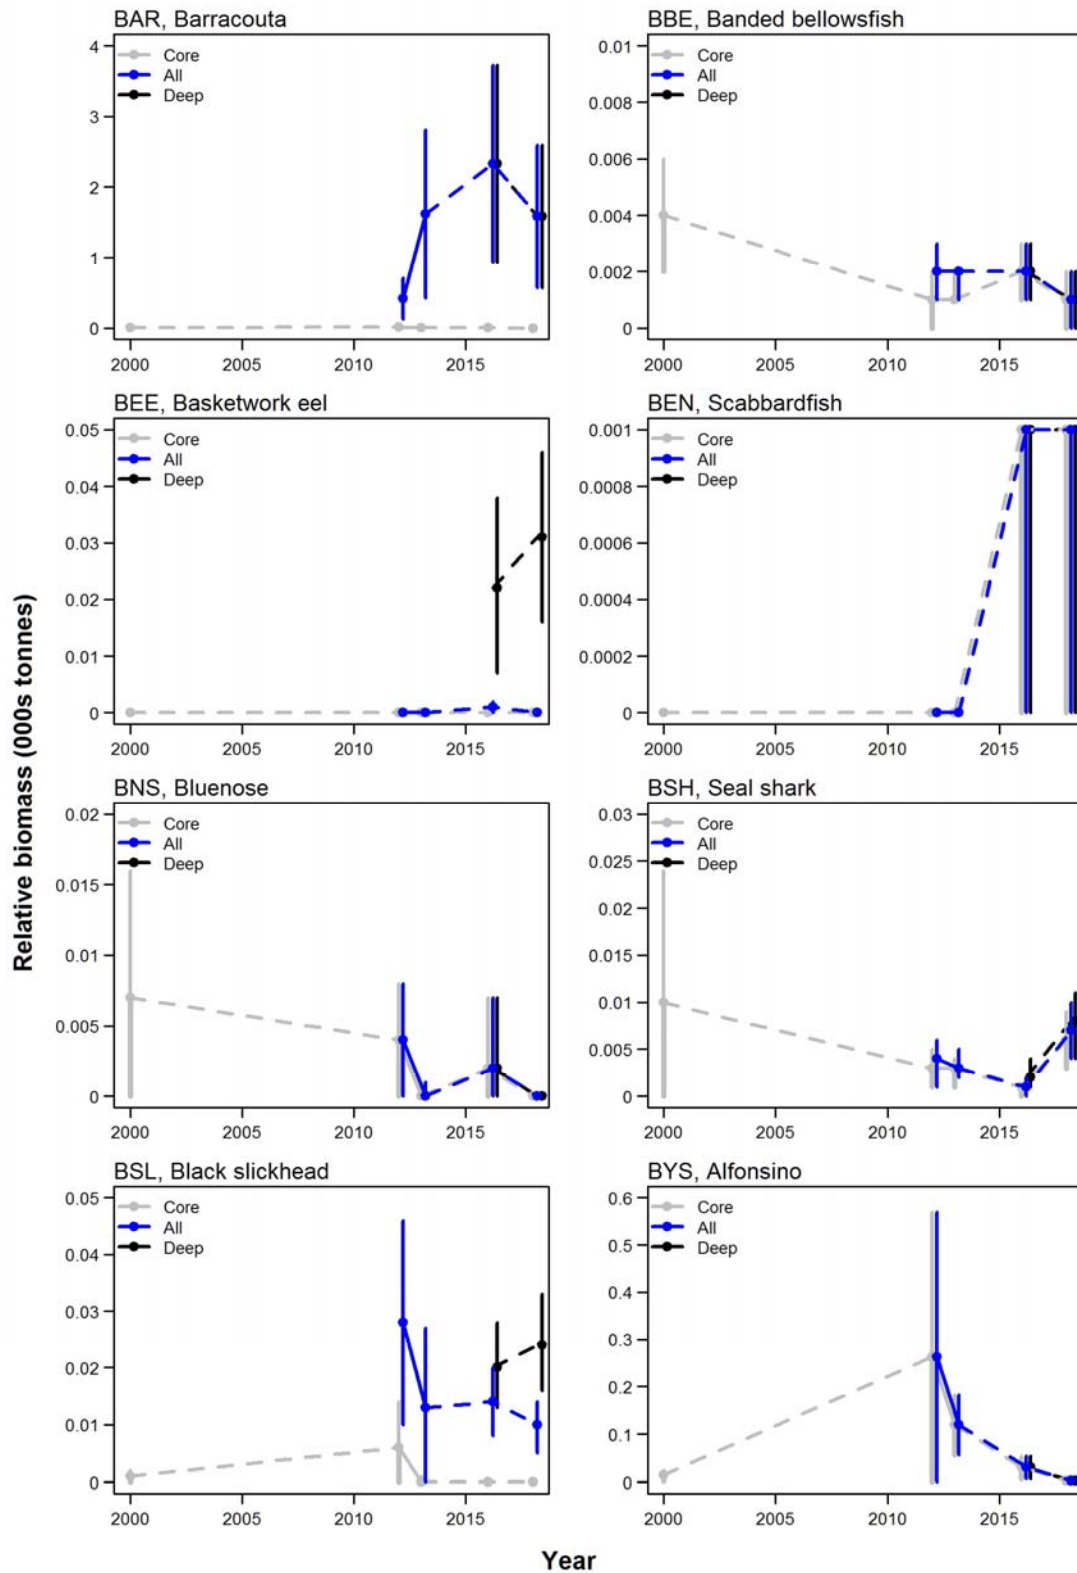 BAR, Barracouta
Core
All
Deep
4
3
2
1
0
2000 2005 2010 2015
BBE, Banded bellowsfish
Core
All
Deep
0.01
0.008
0.006
0.004
0.002
0
2000 2005 2010 2015
BEE, Basketwork eel
Core
All
Deep
0.05
0.04
0.03
0.02
0.01
0
2000 2005 2010 2015
BEN, Scabbardfish
Core
All
Deep
0.001
0.0008
0.0006
0.0004
0.0002
0
2000 2005 2010 2015
BNS, Bluenose
Core
All
Deep
0.02
0.015
0.01
0.005
0
2000 2005 2010 2015
BSH, Seal shark
Core
All
Deep
0.03
0.025
0.02
0.015
0.01
0.005
0
2000 2005 2010 2015
BSL, Black slickhead
Core
All
Deep
0.05
0.04
0.03
0.02
0.01
0
2000 2005 2010 2015
BYS, Alfonsino
Core
All
Deep
0.6
0.5
0.4
0.3
0.2
0.1
0
2000 2005 2010 2015
Relative biomass (000s tonnes)
Year